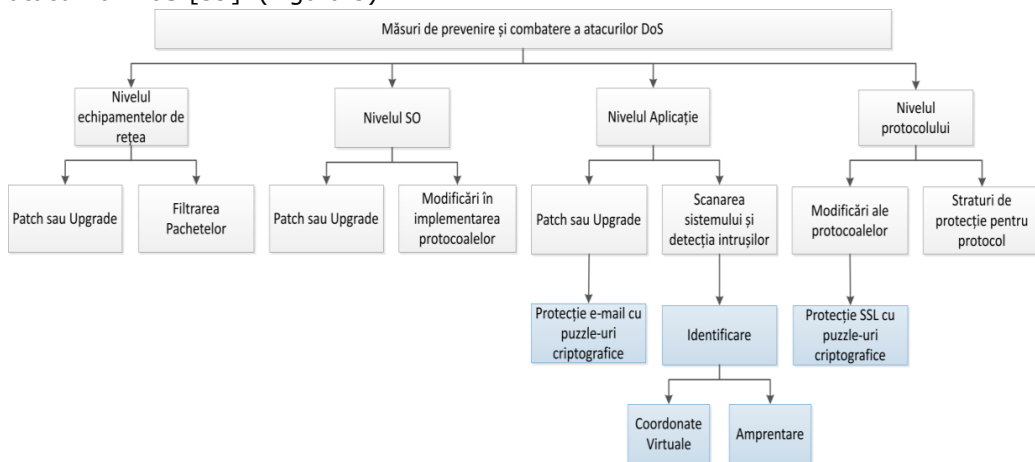 Măsuri de prevenire și combatere a atacurilor DoS
Nivelul
echipamentelor de
rețea
Nivelul SO
Nivelul Aplicație
Nivelul
protocolului
Patch sau Upgrade
Filtrarea
Pachetelor
Patch sau Upgrade
Modificări în
implementarea
protocoalelor
Patch sau Upgrade
Scanarea
sistemului și
detecția intrușilor
Modificări ale
protocoalelor
Straturi de
protecție pentru
protocol
Protecție e-mail cu
puzzle-uri
criptografice
Identificare
Protecție SSL cu
puzzle-uri
criptografice
Coordonate
Virtuale
Amprentare